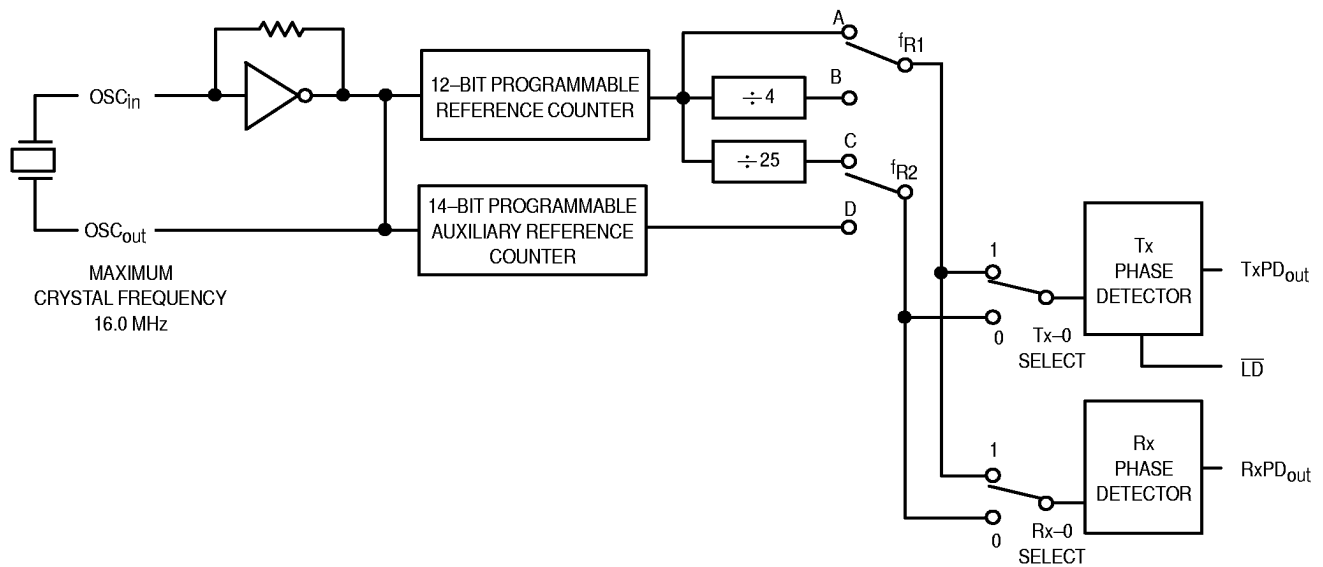 OSCin
12–BIT PROGRAMMABLE
REFERENCE COUNTER
A
fR1
B
÷4
C
÷25
fR2
D
OSCout
14–BIT PROGRAMMABLE
AUXILIARY REFERENCE
COUNTER
MAXIMUM
CRYSTAL FREQUENCY
16.0 MHz
1
0
Tx–0
SELECT
Tx
PHASE
DETECTOR
TxPDout
LD
1
0
Rx–0
SELECT
Rx
PHASE
DETECTOR
RxPDout